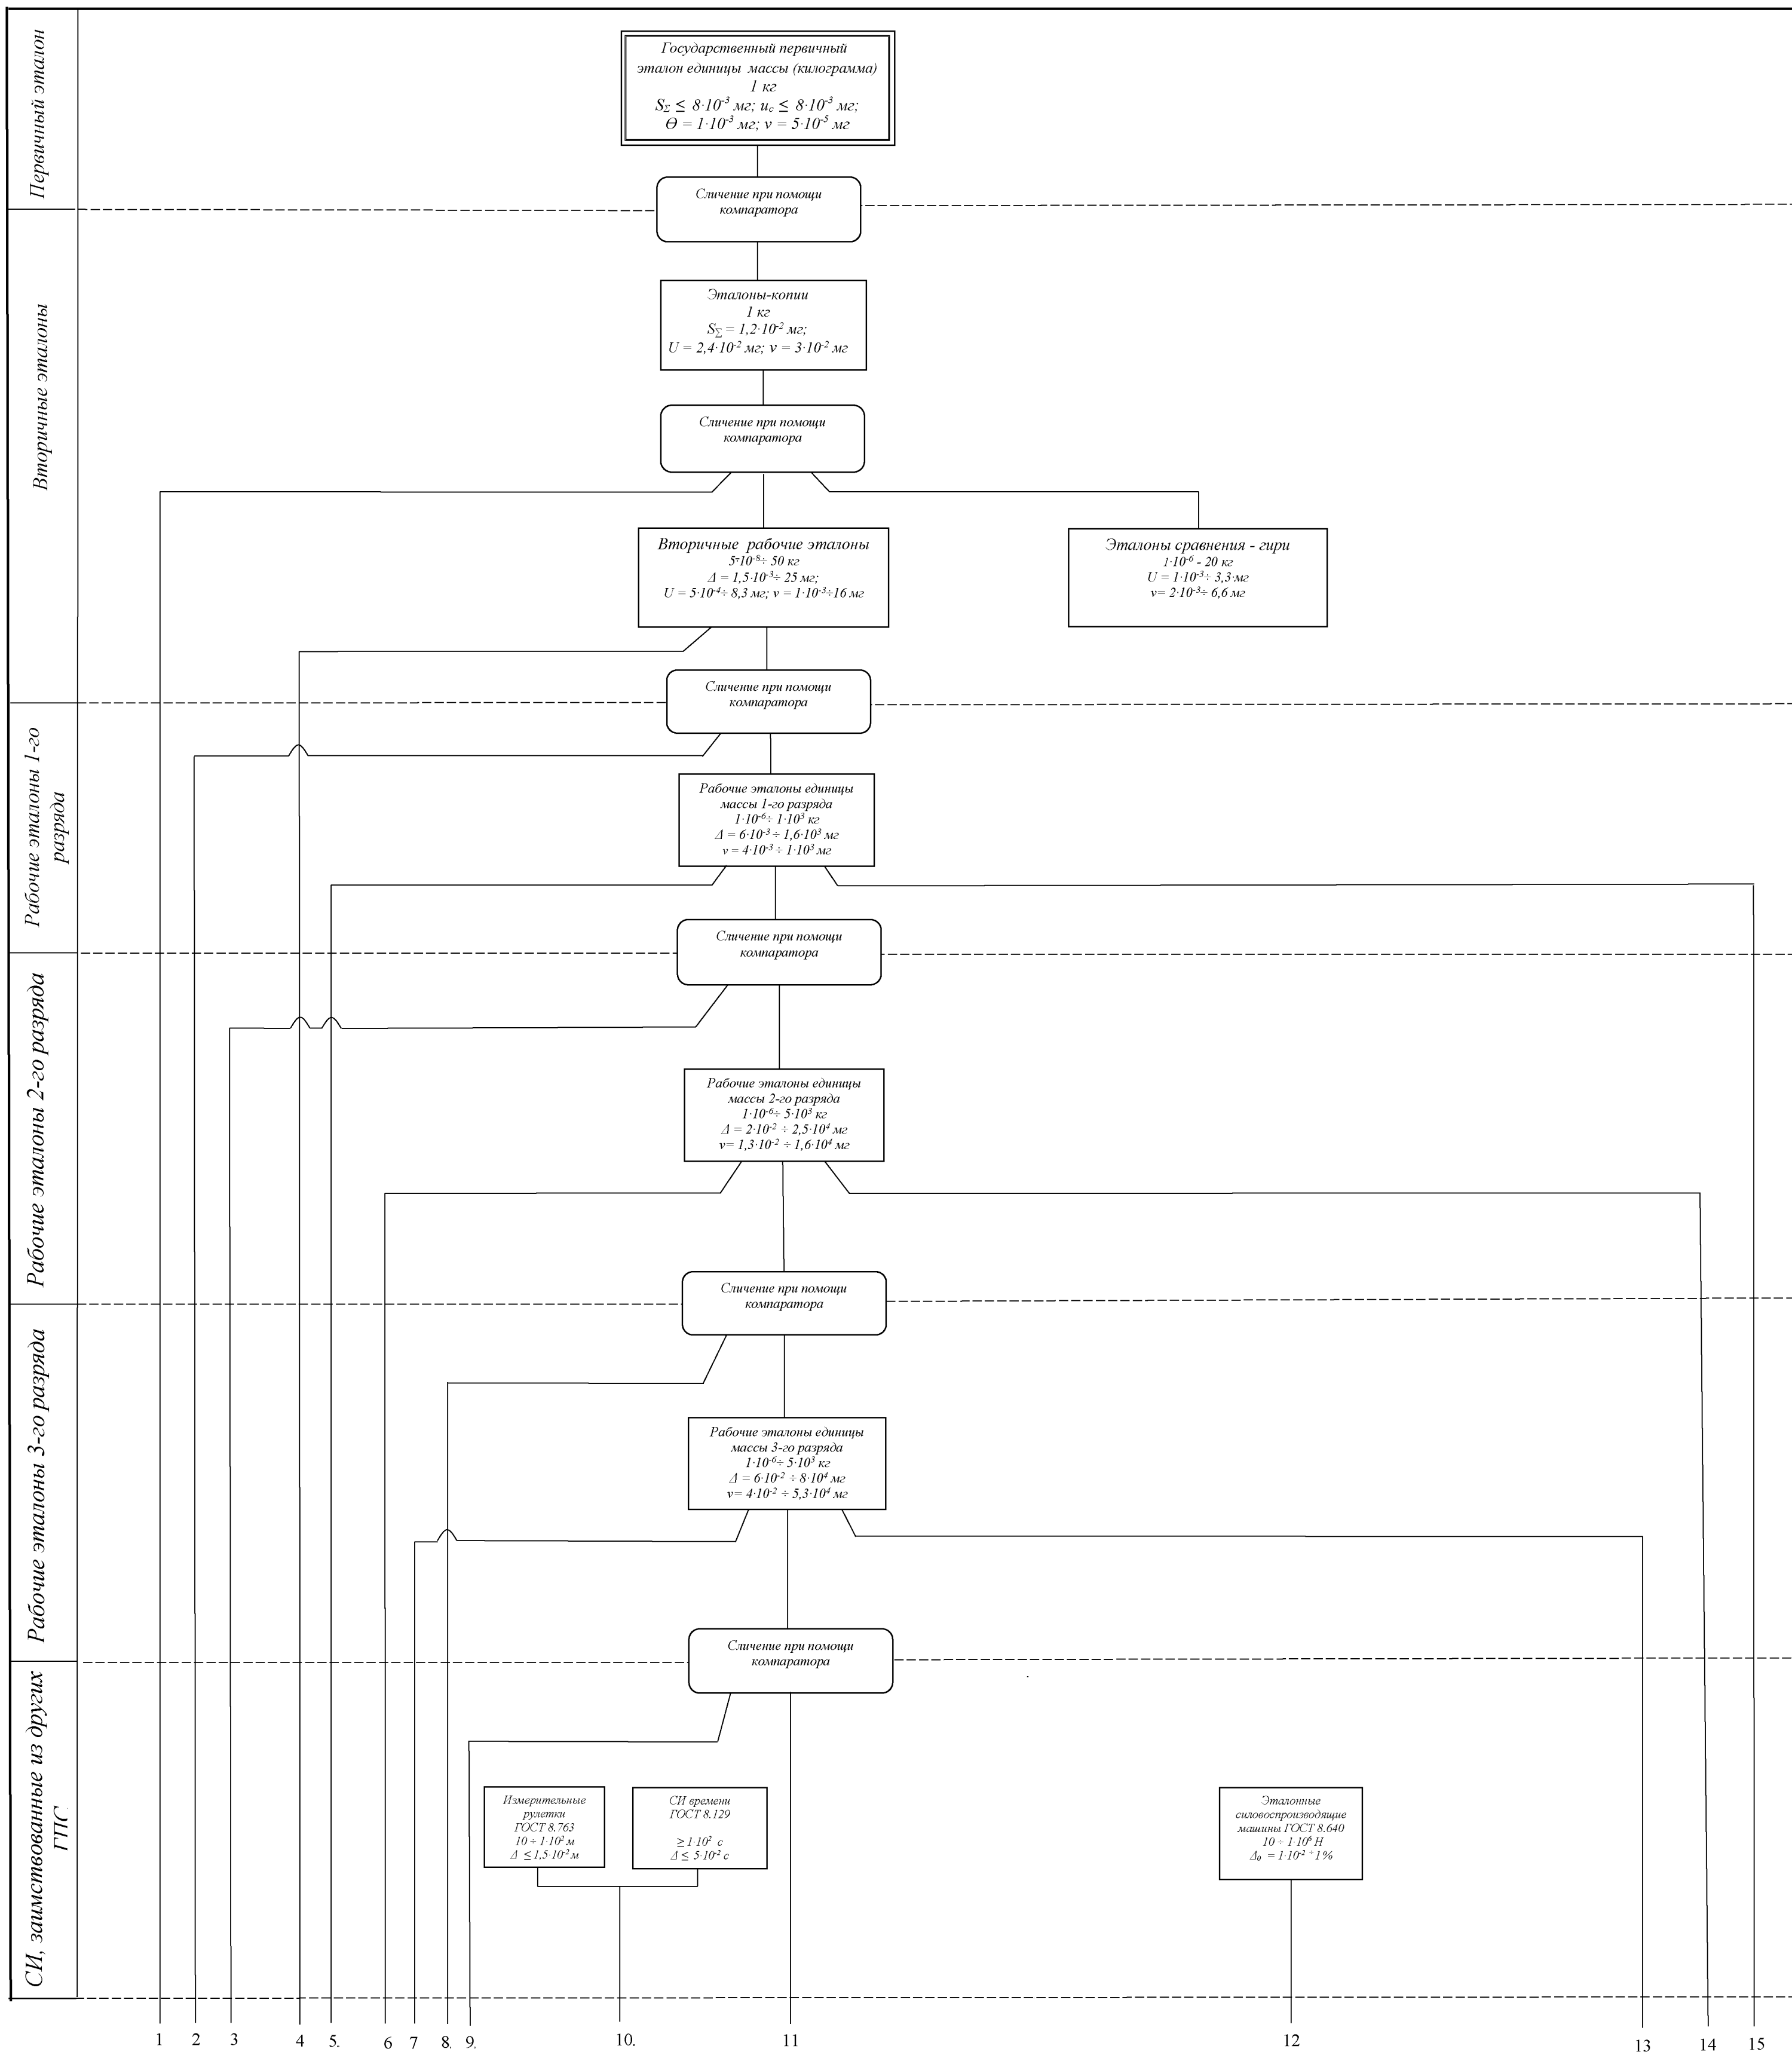 Первичный эталон
Государственный первичный
эталон единицы массы (килограмма)
1 кг
S_Σ ≤ 8·10⁻³ мг; u_c ≤ 8·10⁻³ мг;
Θ = 1·10⁻³ мг; ν = 5·10⁻⁵ мг
Сличение при помощи
компаратора
Вторичные эталоны
Эталоны-копии
1 кг
S_Σ = 1,2·10⁻² мг;
U = 2,4·10⁻² мг; ν = 3·10⁻² мг
Сличение при помощи
компаратора
Вторичные рабочие эталоны
5·10⁻⁸÷ 50 кг
Δ = 1,5·10⁻³÷ 25 мг;
U = 5·10⁻⁴÷ 8,3 мг; ν = 1·10⁻³÷16 мг
Эталоны сравнения - гири
1·10⁻⁶ - 20 кг
U = 1·10⁻³÷ 3,3·мг
ν= 2·10⁻³÷ 6,6 мг
Сличение при помощи
компаратора
Рабочие эталоны 1-го
разряда
Рабочие эталоны единицы
массы 1-го разряда
1·10⁻⁶÷ 1·10³ кг
Δ = 6·10⁻³ ÷ 1,6·10³ мг
ν = 4·10⁻³ ÷ 1·10³ мг
Сличение при помощи
компаратора
Рабочие эталоны 2-го разряда
Рабочие эталоны единицы
массы 2-го разряда
1·10⁻⁶÷ 5·10³ кг
Δ = 2·10⁻² ÷ 2,5·10⁴ мг
ν= 1,3·10⁻² ÷ 1,6·10⁴ мг
Сличение при помощи
компаратора
Рабочие эталоны 3-го разряда
Рабочие эталоны единицы
массы 3-го разряда
1·10⁻⁶÷ 5·10³ кг
Δ = 6·10⁻² ÷ 8·10⁴ мг
ν= 4·10⁻² ÷ 5,3·10⁴ мг
Сличение при помощи
компаратора
СИ, заимствованные из других
ГПС
Измерительные
рулетки
ГОСТ 8.763
10 ÷ 1·10² м
Δ ≤ 1,5·10⁻² м
СИ времени
ГОСТ 8.129
≥ 1·10² с
Δ ≤ 5·10⁻² с
Эталонные
силовоспроизводящие
машины ГОСТ 8.640
10 ÷ 1·10⁶ Н
Δ₀ = 1·10⁻² ÷ 1%
1 2 3 4 5. 6 7 8. 9. 10. 11 12 13 14 15